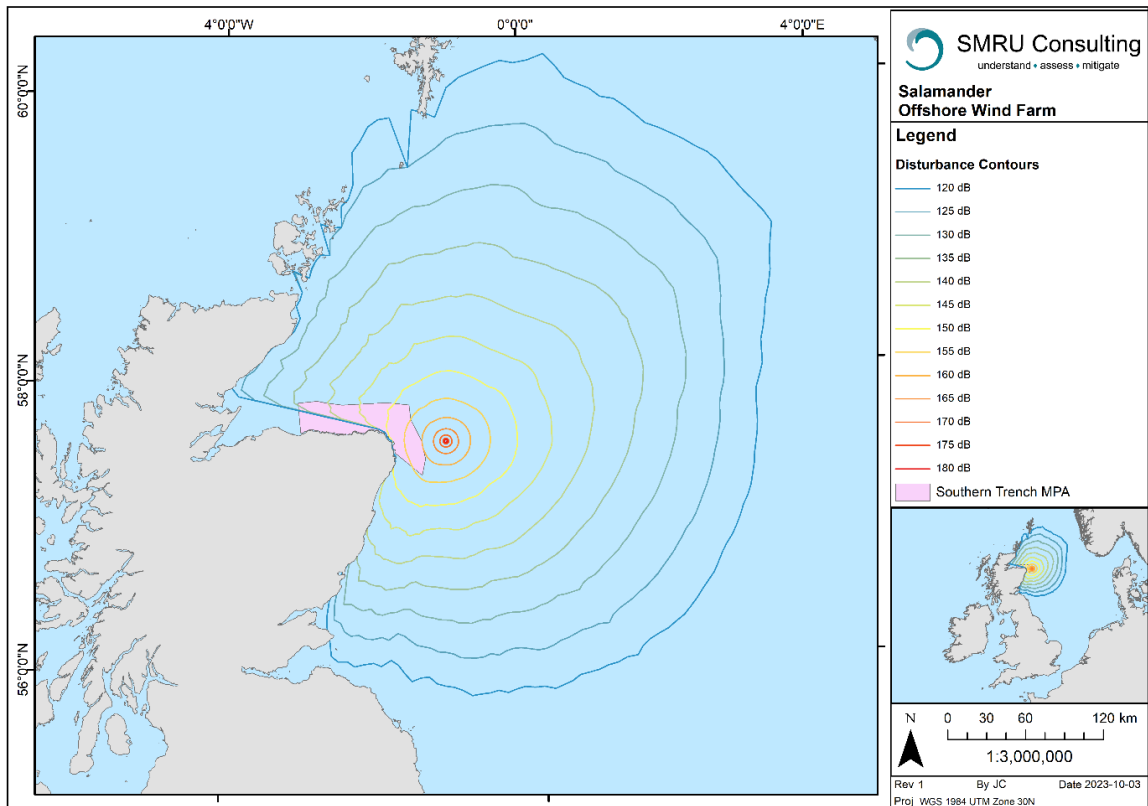 4°0'0"W
0°0'0"
4°0'0"E
60°0'0"N
58°0'0"N
56°0'0"N
SMRU Consulting
understand ♦ assess ♦ mitigate
Salamander
Offshore Wind Farm
Legend
Disturbance Contours
120 dB
125 dB
130 dB
135 dB
140 dB
145 dB
150 dB
155 dB
160 dB
165 dB
170 dB
175 dB
180 dB
Southern Trench MPA
N
0 30 60 120 km
1:3,000,000
Rev 1 By JC Date 2023-10-03
Proj WGS 1984 UTM Zone 30N